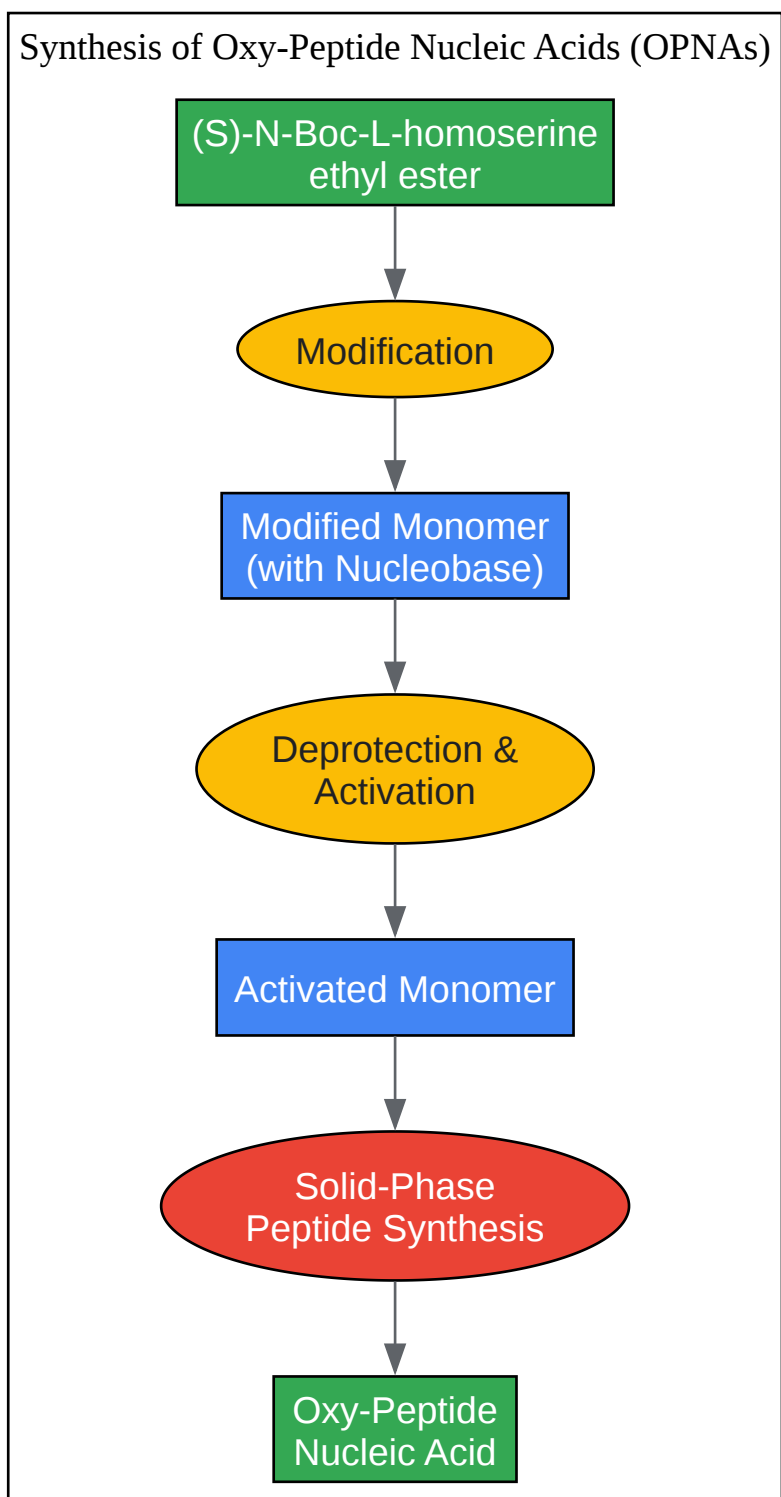 Synthesis of Oxy-Peptide Nucleic Acids (OPNAs)
(S)-N-Boc-L-homoserine
ethyl ester
Modification
Modified Monomer
(with Nucleobase)
Deprotection &
Activation
Activated Monomer
Solid-Phase
Peptide Synthesis
Oxy-Peptide
Nucleic Acid